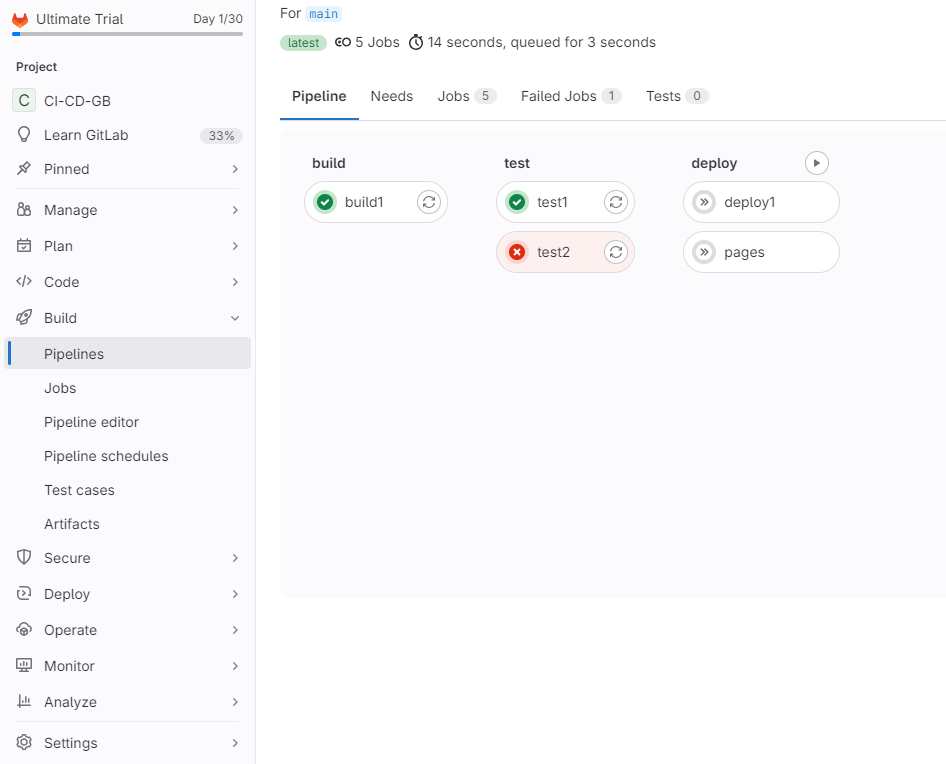 Ultimate Trial Day 1/30
Project
C CI-CD-GB
Learn GitLab 33%
Pinned
Manage
Plan
Code
Build
Pipelines
Jobs
Pipeline editor
Pipeline schedules
Test cases
Artifacts
Secure
Deploy
Operate
Monitor
Analyze
Settings
For main
latest 5 Jobs 14 seconds, queued for 3 seconds
Pipeline Needs Jobs 5 Failed Jobs 1 Tests 0
build test deploy
build1 test1 deploy1
test2 pages